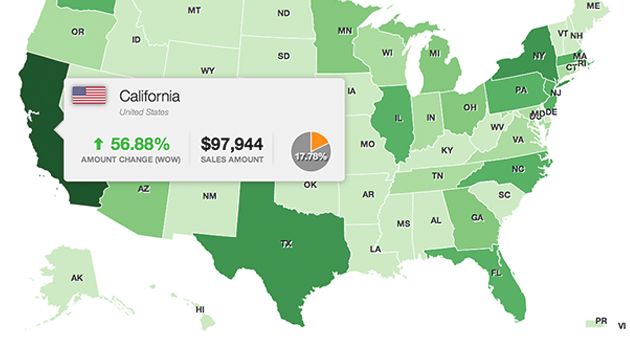 ME
MT
ND
MN
VT
NH
OR
ID
SD
WI
MI
NY
MA
CT
RI
WY
IA
PA
NJ
California
United States
IL
IN
OH
MD
DE
WV
VA
56.88%
$97,944
17.78%
AMOUNT CHANGE (WOW)
SALES AMOUNT
MO
KY
NC
TN
AZ
NM
OK
AR
SC
MS
AL
GA
TX
LA
FL
AK
HI
PR
VI